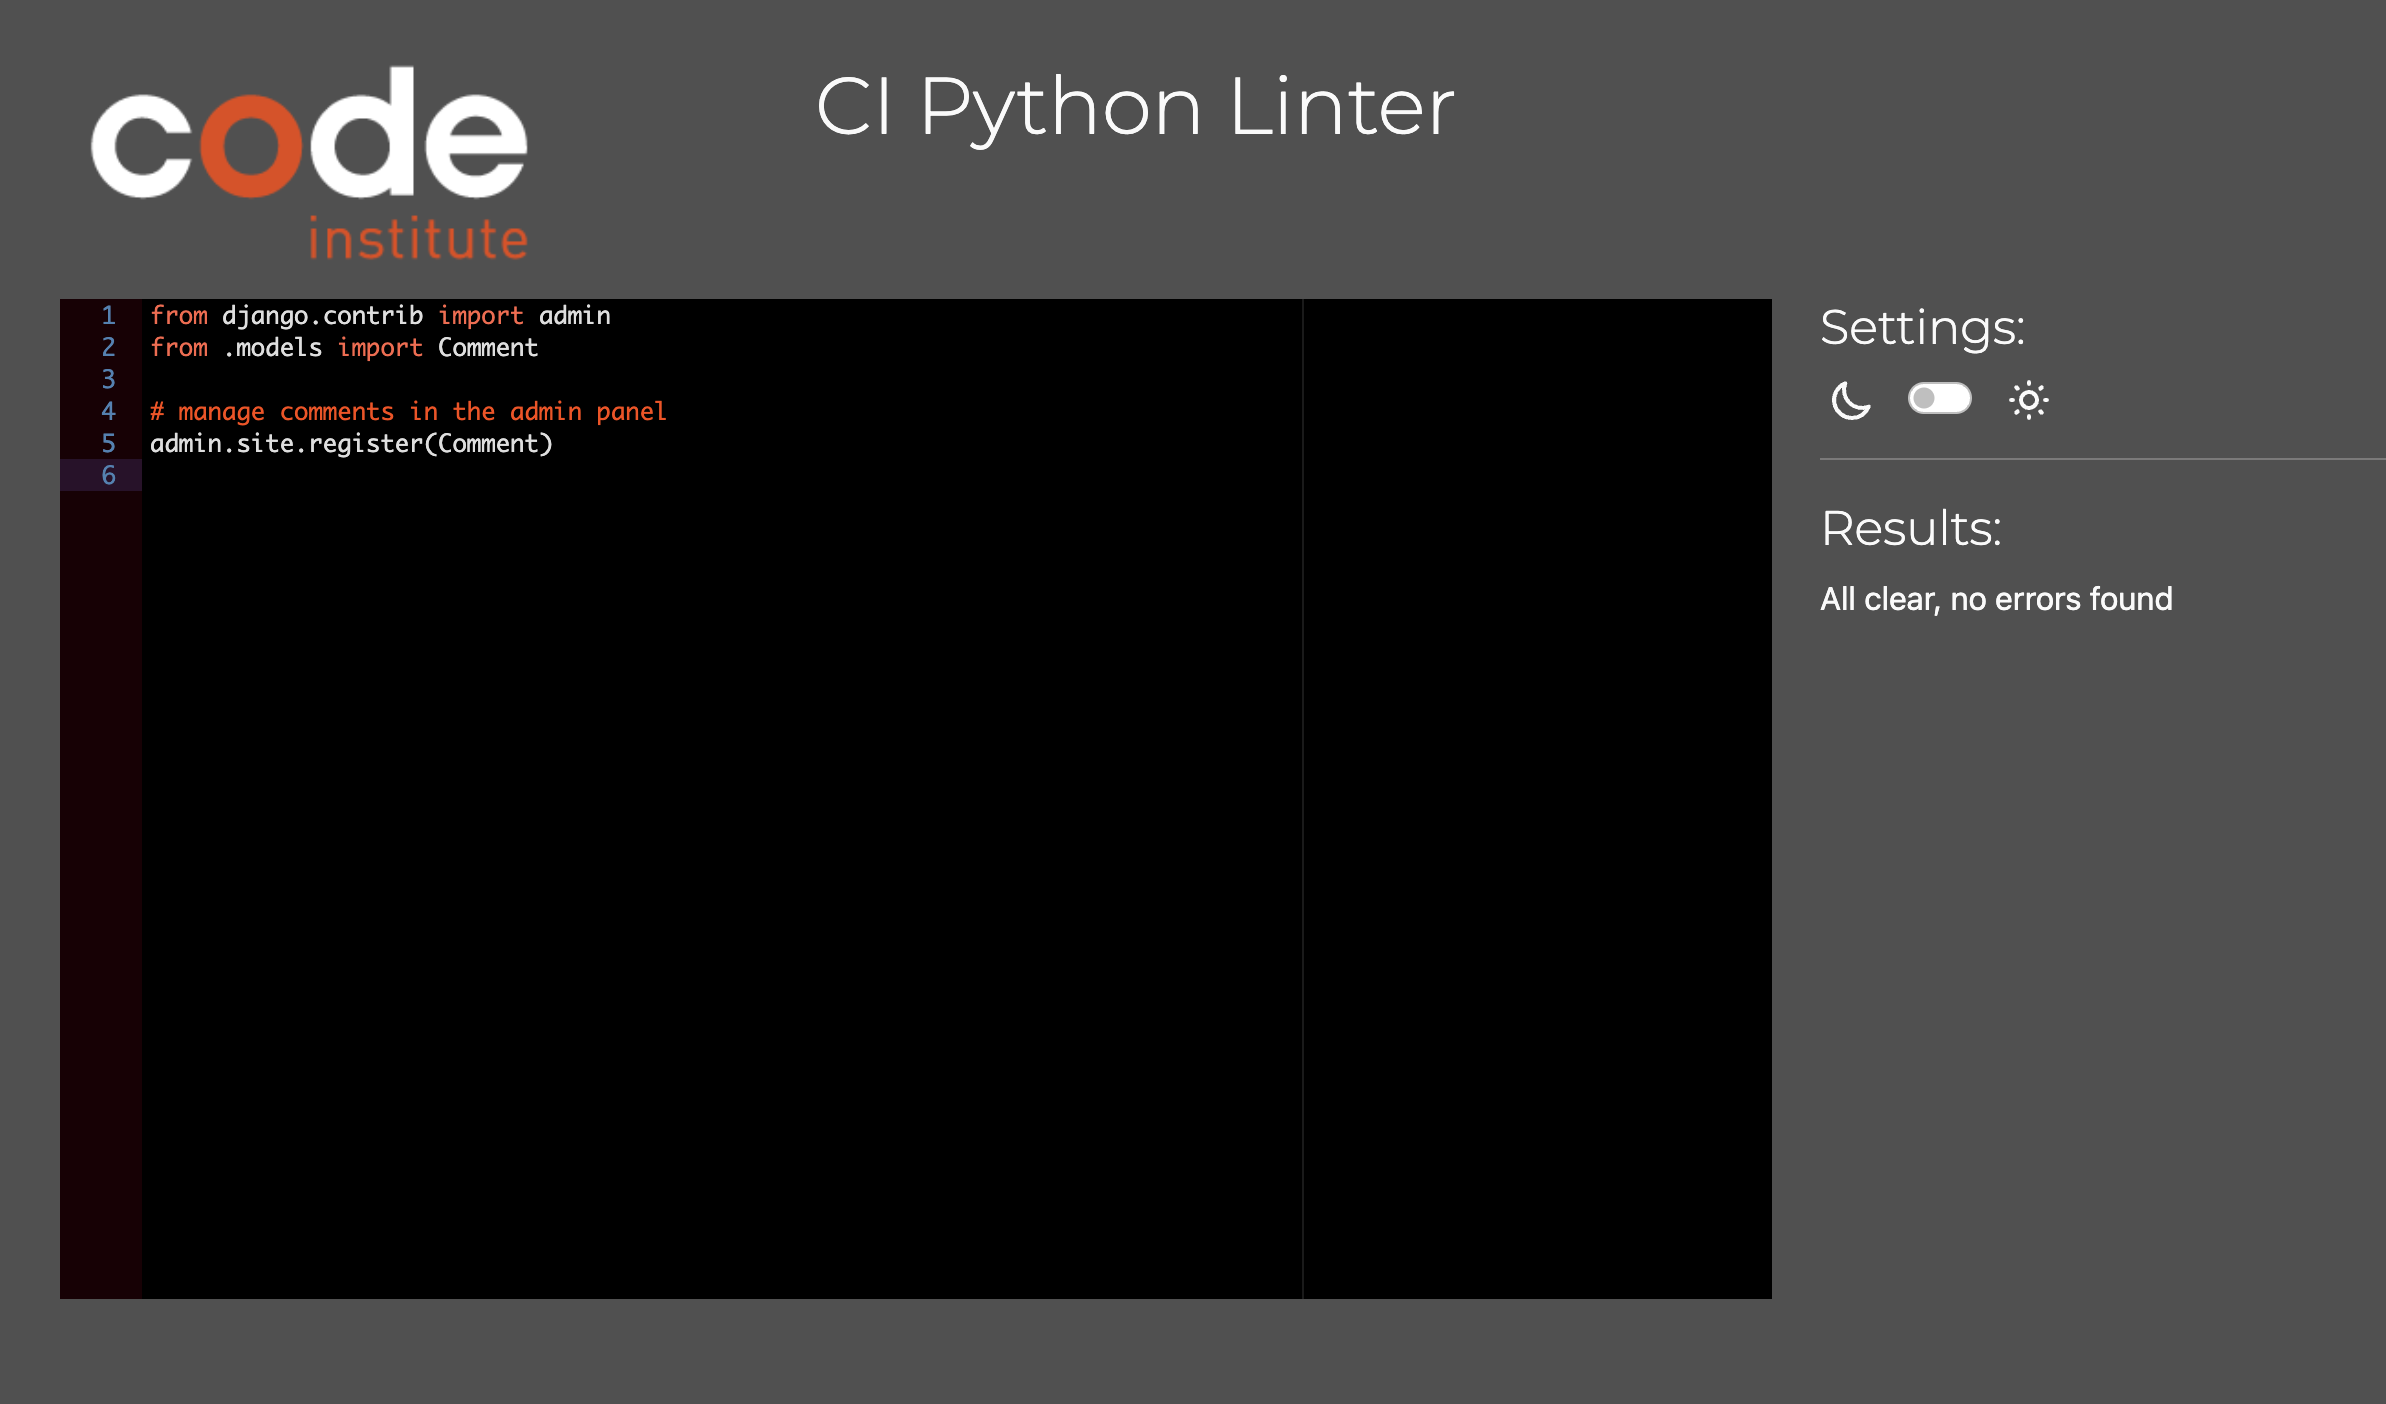 code
institute
CI Python Linter
1 from django.contrib import admin
2 from .models import Comment
3
4 # manage comments in the admin panel
5 admin.site.register(Comment)
6
Settings:
Results:
All clear, no errors found